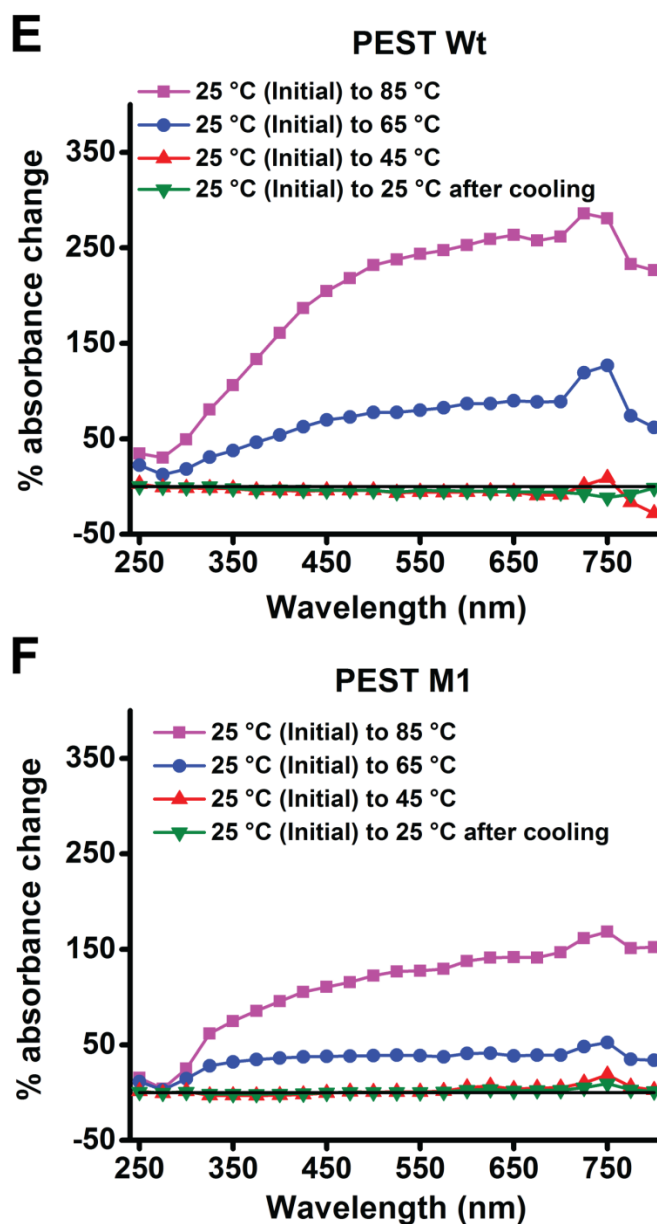 E
PEST Wt
25 °C (Initial) to 85 °C
25 °C (Initial) to 65 °C
25 °C (Initial) to 45 °C
25 °C (Initial) to 25 °C after cooling
% absorbance change
350
250
150
50
-50
250 350 450 550 650 750
Wavelength (nm)
F
PEST M1
25 °C (Initial) to 85 °C
25 °C (Initial) to 65 °C
25 °C (Initial) to 45 °C
25 °C (Initial) to 25 °C after cooling
% absorbance change
350
250
150
50
-50
250 350 450 550 650 750
Wavelength (nm)